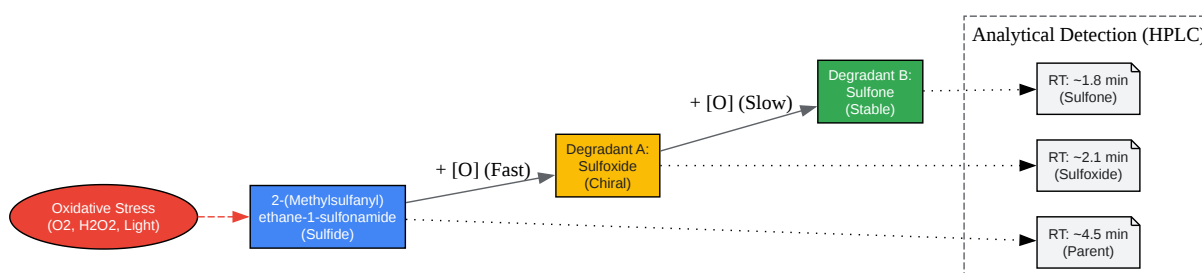 Analytical Detection (HPLC)
Degradant B:
Sulfone
(Stable)
RT: ~1.8 min
(Sulfone)
+ [O] (Slow)
Degradant A:
Sulfoxide
(Chiral)
RT: ~2.1 min
(Sulfoxide)
+ [O] (Fast)
Oxidative Stress
(O2, H2O2, Light)
2-(Methylsulfanyl)
ethane-1-sulfonamide
(Sulfide)
RT: ~4.5 min
(Parent)